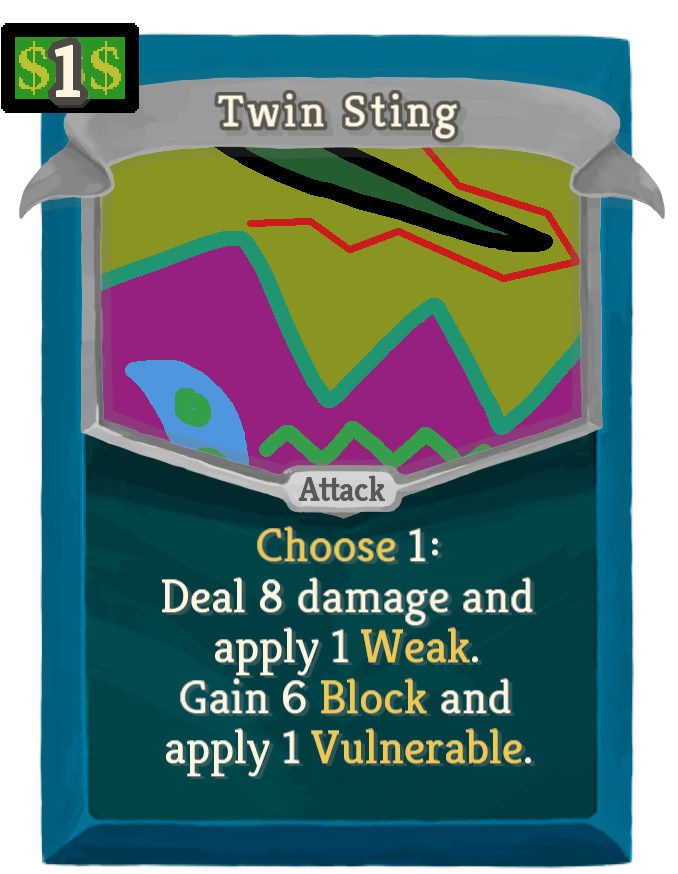 $1$
Twin Sting
Attack
Choose 1:
Deal 8 damage and
apply 1 Weak.
Gain 6 Block and
apply 1 Vulnerable.